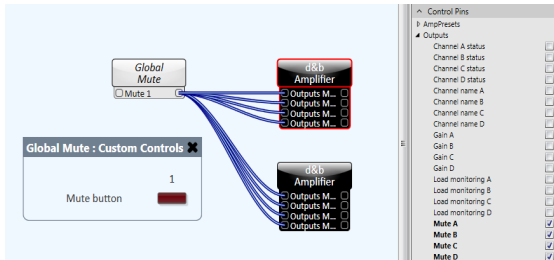 Global
Mute
Mute 1
d&b
Amplifier
Outputs M...
Outputs M...
Outputs M...
Outputs M...
Global Mute : Custom Controls
1
Mute button
d&b
Amplifier
Outputs M...
Outputs M...
Outputs M...
Outputs M...
Control Pins
AmpPresets
Outputs
Channel A status
Channel B status
Channel C status
Channel D status
Channel name A
Channel name B
Channel name C
Channel name D
Gain A
Gain B
Gain C
Gain D
Load monitoring A
Load monitoring B
Load monitoring C
Load monitoring D
Mute A
Mute B
Mute C
Mute D